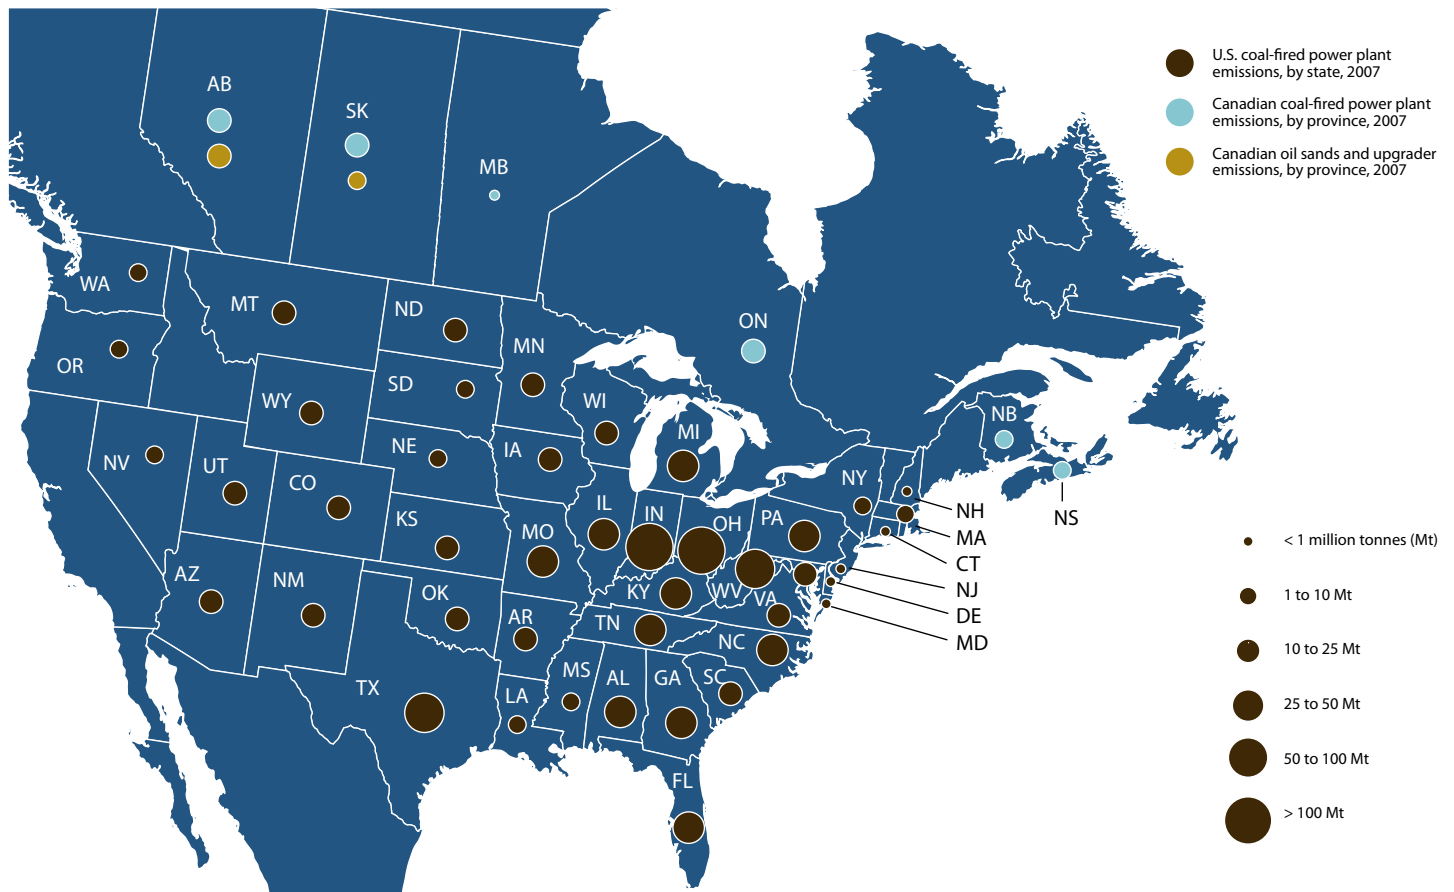 U.S. coal-fired power plant
emissions, by state, 2007
Canadian coal-fired power plant
emissions, by province, 2007
Canadian oil sands and upgrader
emissions, by province, 2007
AB
SK
MB
WA
MT
ND
ON
OR
MN
SD
WY
WI
NB
MI
NE
IA
NV
UT
CO
NY
IL
NH
NS
KS
IN
OH
PA
MO
MA
< 1 million tonnes (Mt)
CT
AZ
NM
NJ
OK
KY
WV
VA
1 to 10 Mt
DE
AR
TN
NC
MD
10 to 25 Mt
MS
AL
GA
SC
TX
LA
25 to 50 Mt
50 to 100 Mt
FL
> 100 Mt